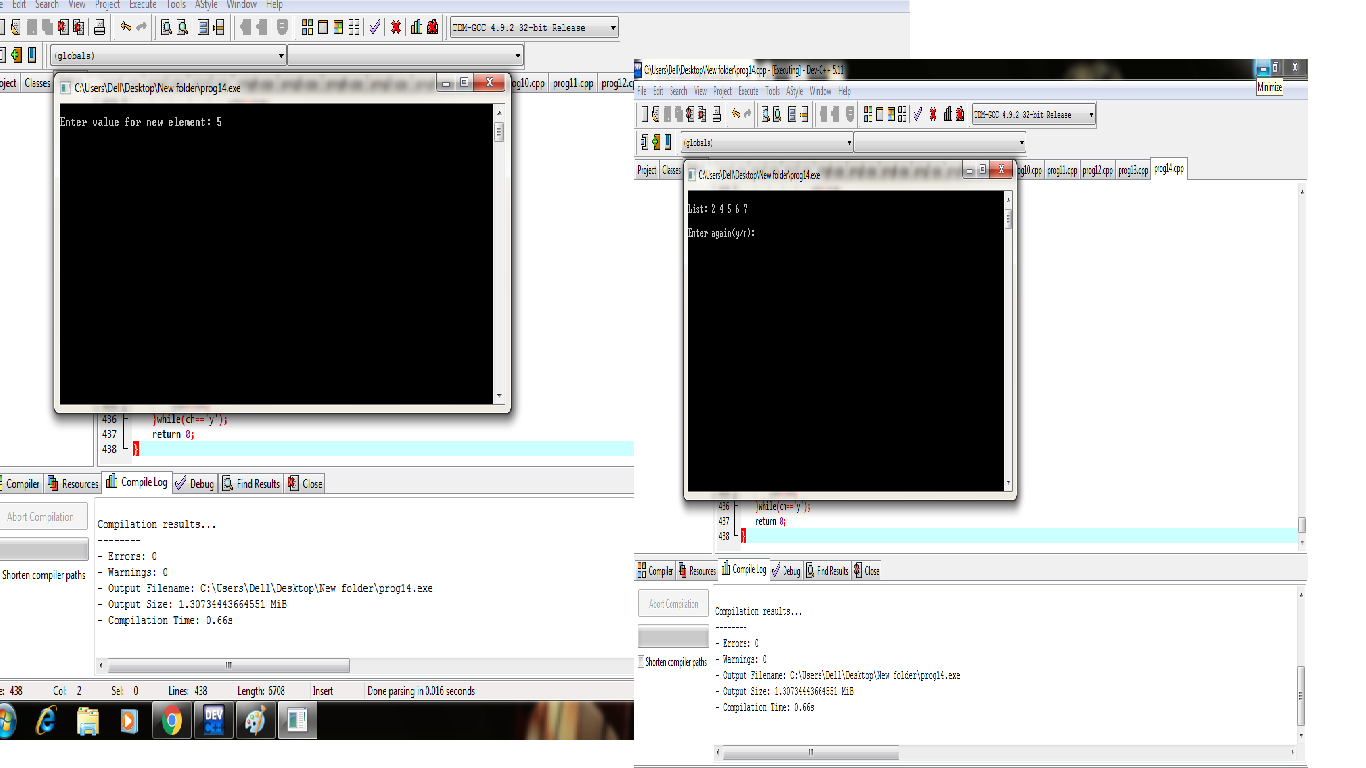 Edit Search View Project Execute Tools AStyle Window Help
TDM-GCC 4.9.2 32-bit Release
(globals)
oject Classes
C:\Users\Dell\Desktop\New folder\prog14.exe
og10.cpp prog11.cpp prog12.c
Enter value for new element: 5
436 }while(ch=='y');
437 return 0;
438 }
Compiler Resources Compile Log Debug Find Results Close
Abort Compilation
Shorten compiler paths
Compilation results...
--------
- Errors: 0
- Warnings: 0
- Output Filename: C:\Users\Dell\Desktop\New folder\prog14.exe
- Output Size: 1.30734443664551 MiB
- Compilation Time: 0.66s
e: 438 Col: 2 Sel: 0 Lines: 438 Length: 6708 Insert Done parsing in 0.016 seconds
DEV
C++
C:\Users\Dell\Desktop\New folder\prog14.cpp - [Executing] - Dev-C++ 5.11
Minimize
File Edit Search View Project Execute Tools AStyle Window Help
TDM-GCC 4.9.2 32-bit Release
(globals)
Project Classes
C:\Users\Dell\Desktop\New folder\prog14.exe
og10.cpp prog11.cpp prog12.cpp prog13.cpp prog14.cpp
List: 2 4 5 6 7
Enter again(y/n):
436 }while(ch=='y');
437 return 0;
438 }
Compiler Resources Compile Log Debug Find Results Close
Abort Compilation
Shorten compiler paths
Compilation results...
--------
- Errors: 0
- Warnings: 0
- Output Filename: C:\Users\Dell\Desktop\New folder\prog14.exe
- Output Size: 1.30734443664551 MiB
- Compilation Time: 0.66s